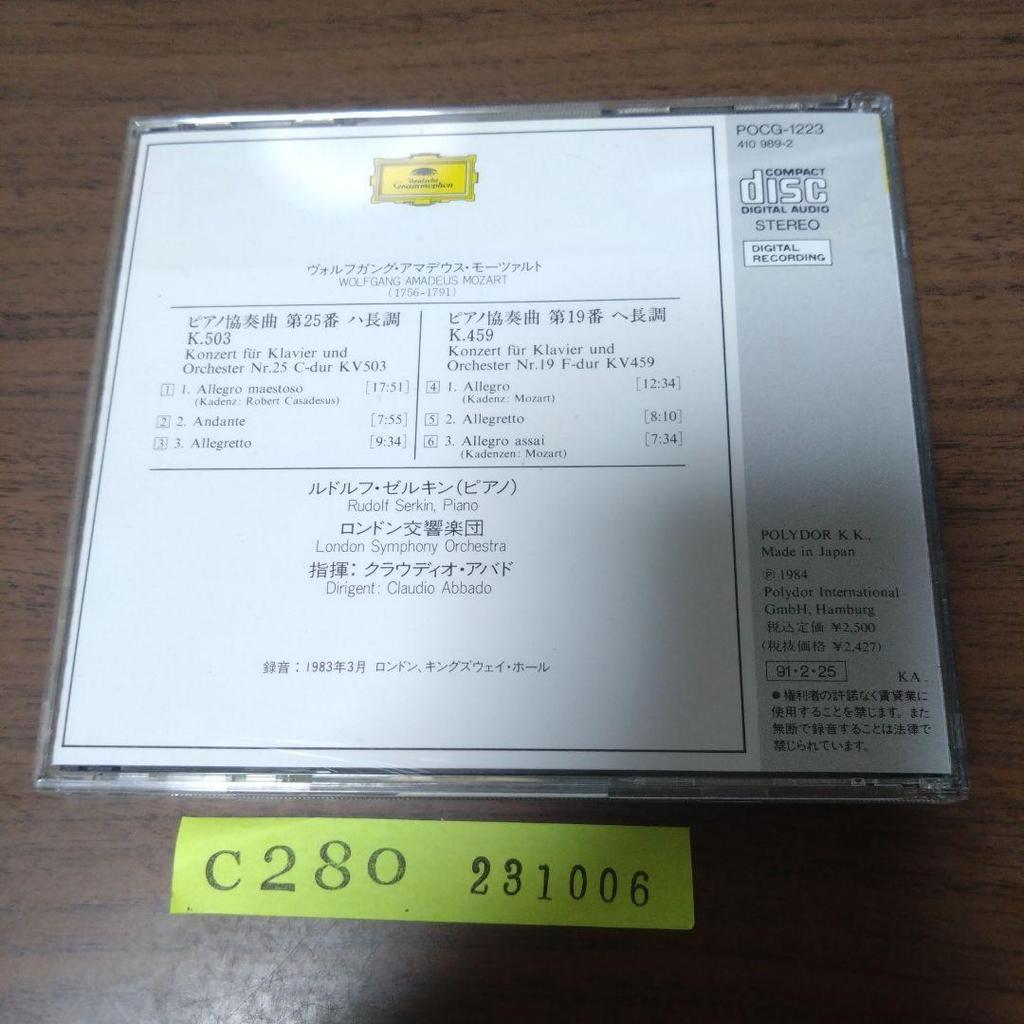 Deutsche
Grammophon
POCG-1223
410 989-2
COMPACT
disc
DIGITAL AUDIO
STEREO
DIGITAL
RECORDING
ヴォルフガング・アマデウス・モーツァルト
WOLFGANG AMADEUS MOZART
(1756-1791)
ピアノ協奏曲 第25番 ハ長調
K.503
Konzert für Klavier und
Orchester Nr.25 C-dur KV503
1 1. Allegro maestoso [17:51]
(Kadenz: Robert Casadesus)
2 2. Andante [7:55]
3 3. Allegretto [9:34]
ピアノ協奏曲 第19番 ヘ長調
K.459
Konzert für Klavier und
Orchester Nr.19 F-dur KV459
4 1. Allegro [12:34]
(Kadenz: Mozart)
5 2. Allegretto [8:10]
6 3. Allegro assai [7:34]
(Kadenzen: Mozart)
ルドルフ・ゼルキン(ピアノ)
Rudolf Serkin, Piano
ロンドン交響楽団
London Symphony Orchestra
指揮: クラウディオ・アバド
Dirigent: Claudio Abbado
録音:1983年3月 ロンドン、キングズウェイ・ホール
POLYDOR K.K.,
Made in Japan
℗ 1984
Polydor International
GmbH, Hamburg
税込定価 ¥2,500
(税抜価格 ¥2,427)
91・2・25
KA.
●権利者の許諾なく賃貸業に
使用することを禁じます。また
無断で録音することは法律で
禁じられています。
C280 231006